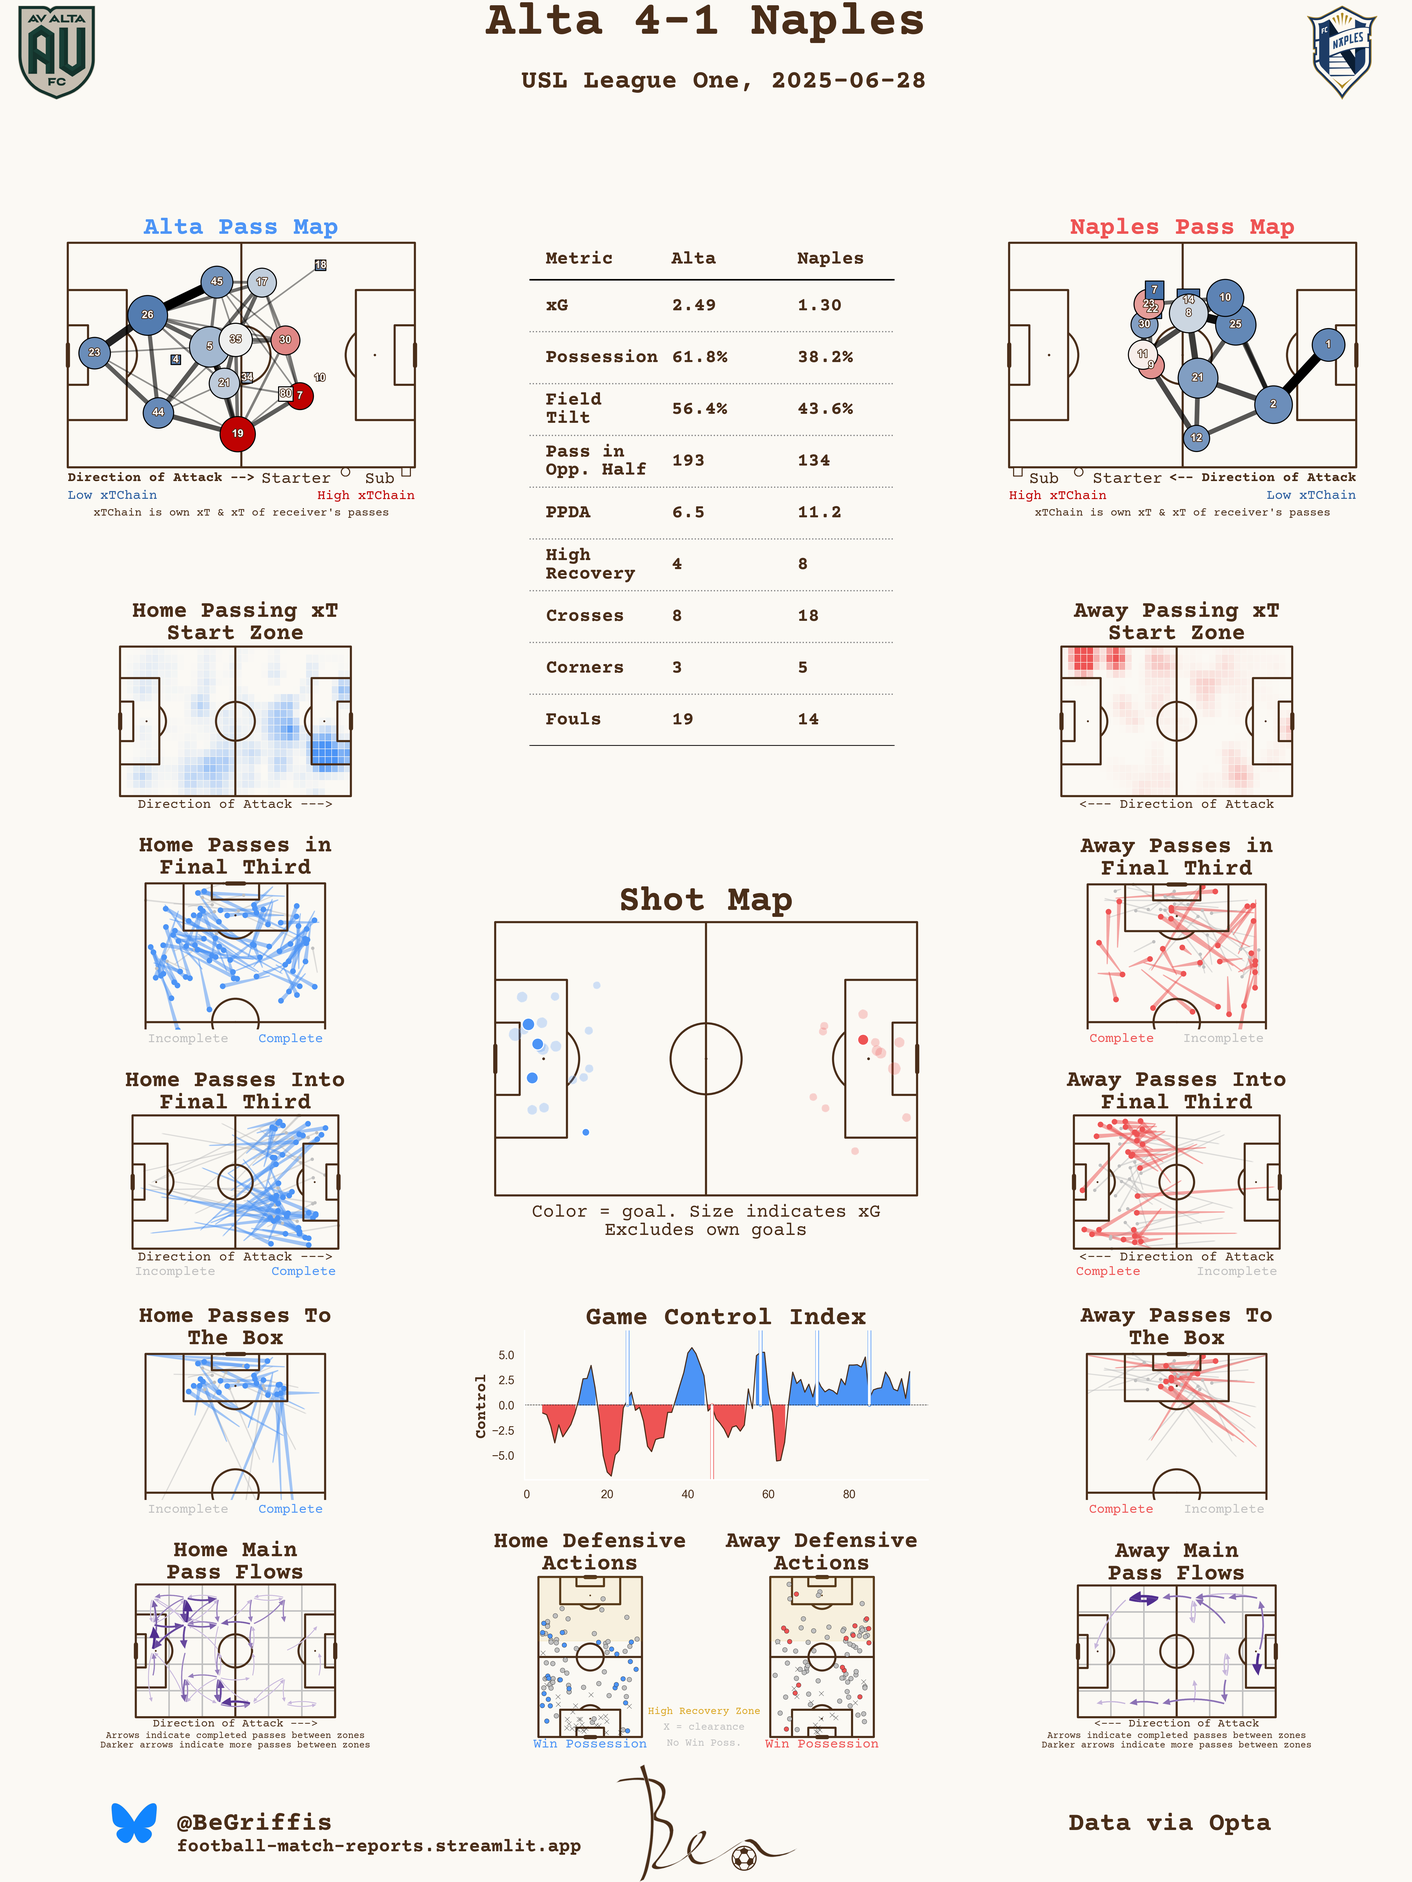 Alta 4-1 Naples
USL League One, 2025-06-28
AV ALTA
AU
FC
FC
NAPLES
Alta Pass Map
18
45
17
26
35
30
5
23
4
21
34
10
80
7
44
19
Direction of Attack --> Starter Sub
Low xTChain High xTChain
xTChain is own xT & xT of receiver's passes
Metric Alta Naples
xG 2.49 1.30
Possession 61.8% 38.2%
Field
Tilt 56.4% 43.6%
Pass in
Opp. Half 193 134
PPDA 6.5 11.2
High
Recovery 4 8
Crosses 8 18
Corners 3 5
Fouls 19 14
Naples Pass Map
7
14
10
23
22
8
30
25
11
9
1
21
2
12
Sub Starter <-- Direction of Attack
High xTChain Low xTChain
xTChain is own xT & xT of receiver's passes
Home Passing xT
Start Zone
Direction of Attack --->
Away Passing xT
Start Zone
<--- Direction of Attack
Home Passes in
Final Third
Incomplete Complete
Away Passes in
Final Third
Complete Incomplete
Shot Map
Color = goal. Size indicates xG
Excludes own goals
Home Passes Into
Final Third
Direction of Attack --->
Incomplete Complete
Away Passes Into
Final Third
<--- Direction of Attack
Complete Incomplete
Home Passes To
The Box
Incomplete Complete
Game Control Index
Control
5.0
2.5
0.0
−2.5
−5.0
0 20 40 60 80
Away Passes To
The Box
Complete Incomplete
Home Main
Pass Flows
Direction of Attack --->
Arrows indicate completed passes between zones
Darker arrows indicate more passes between zones
Home Defensive
Actions
Win Possession
High Recovery Zone
X = clearance
No Win Poss.
Away Defensive
Actions
Win Possession
Away Main
Pass Flows
<--- Direction of Attack
Arrows indicate completed passes between zones
Darker arrows indicate more passes between zones
@BeGriffis
football-match-reports.streamlit.app
Ben
Data via Opta